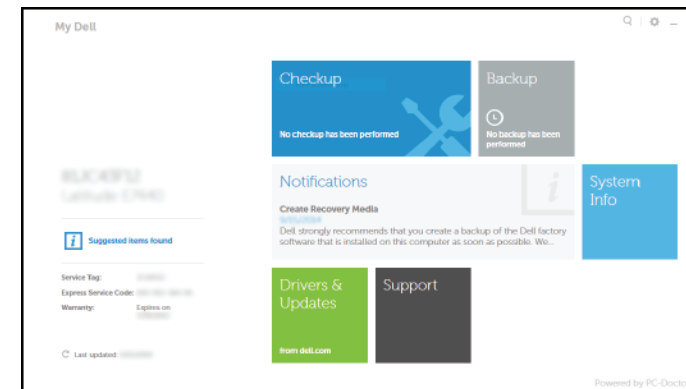 My Dell
Checkup
No checkup has been performed
Backup
No backup has been
performed
Notifications
Create Recovery Media
Dell strongly recommends that you create a backup of the Dell factory
software that is installed on this computer as soon as possible. We...
System
Info
Suggested items found
Service Tag:
Express Service Code:
Warranty:
Expires on
Last updated:
Drivers &
Updates
from dell.com
Support
Powered by PC-Docto